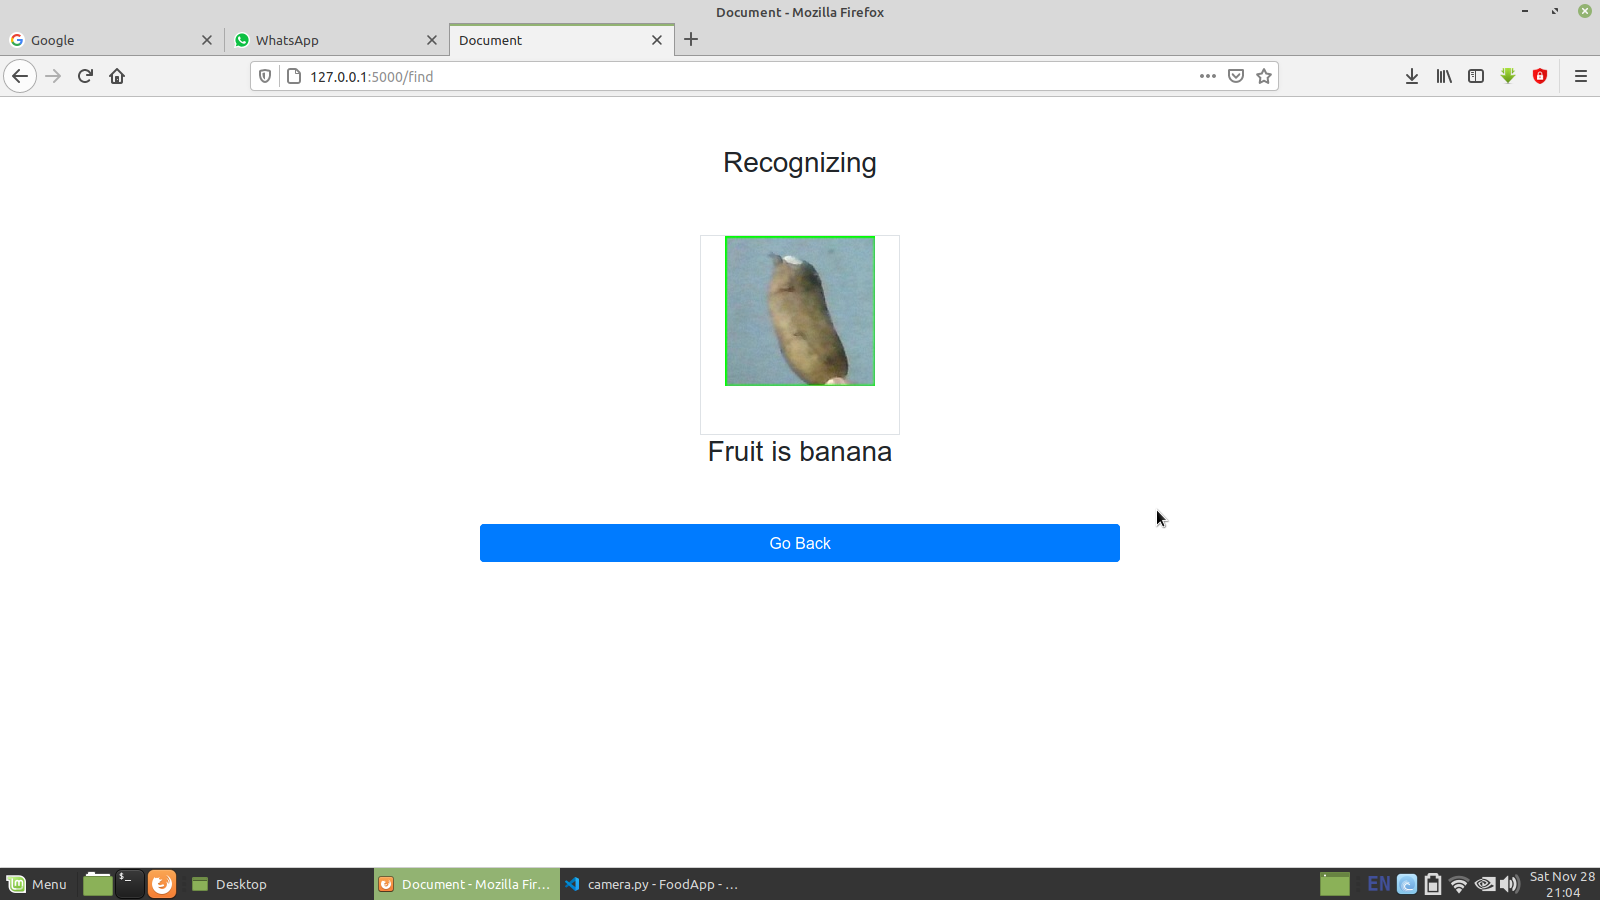 Document - Mozilla Firefox
Google
WhatsApp
Document
127.0.0.1:5000/find
Recognizing
Fruit is banana
Go Back
Menu
$_
Desktop
Document - Mozilla Fir...
camera.py - FoodApp - ...
EN
Sat Nov 28
21:04